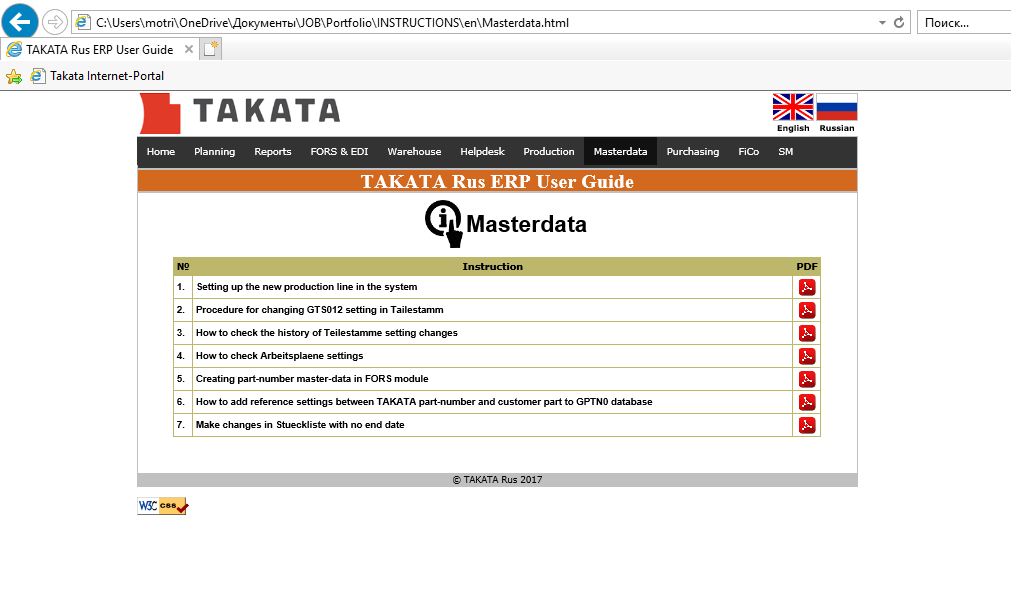 C:\Users\motri\OneDrive\Документы\JOB\Portfolio\INSTRUCTIONS\en\Masterdata.html
Поиск...
TAKATA Rus ERP User Guide
Takata Internet-Portal
TAKATA
English Russian
Home Planning Reports FORS & EDI Warehouse Helpdesk Production Masterdata Purchasing FiCo SM
TAKATA Rus ERP User Guide
Masterdata
№ Instruction PDF
1. Setting up the new production line in the system
2. Procedure for changing GTS012 setting in Tailestamm
3. How to check the history of Teilestamme setting changes
4. How to check Arbeitsplaene settings
5. Creating part-number master-data in FORS module
6. How to add reference settings between TAKATA part-number and customer part to GPTN0 database
7. Make changes in Stueckliste with no end date
© TAKATA Rus 2017
W3C css